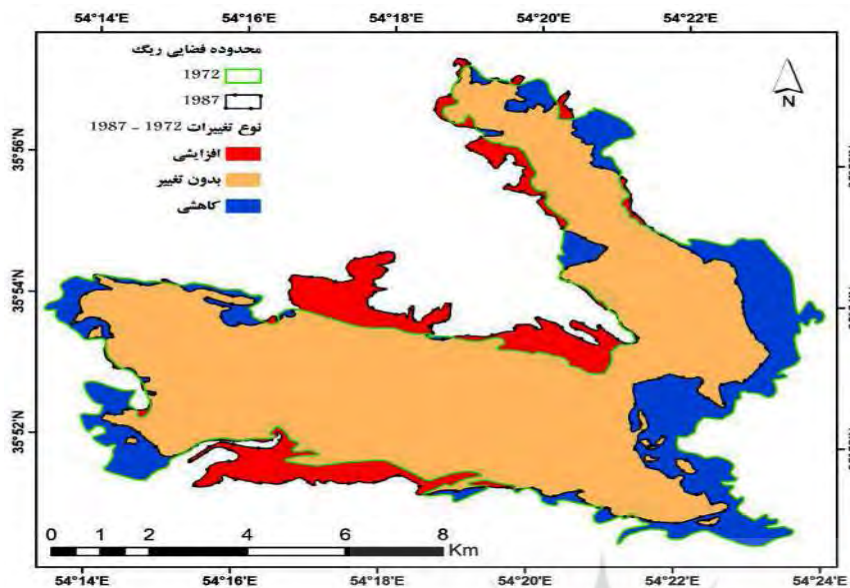 54°14'E 54°16'E 54°18'E 54°20'E 54°22'E
محدوده فضایی ریگ
1972
1987
نوع تغییرات 1972 - 1987
افزایشی
بدون تغییر
کاهشی
N
35°56'N
35°54'N
35°52'N
0 1 2 4 6 8
Km
54°14'E 54°16'E 54°18'E 54°20'E 54°22'E 54°24'E